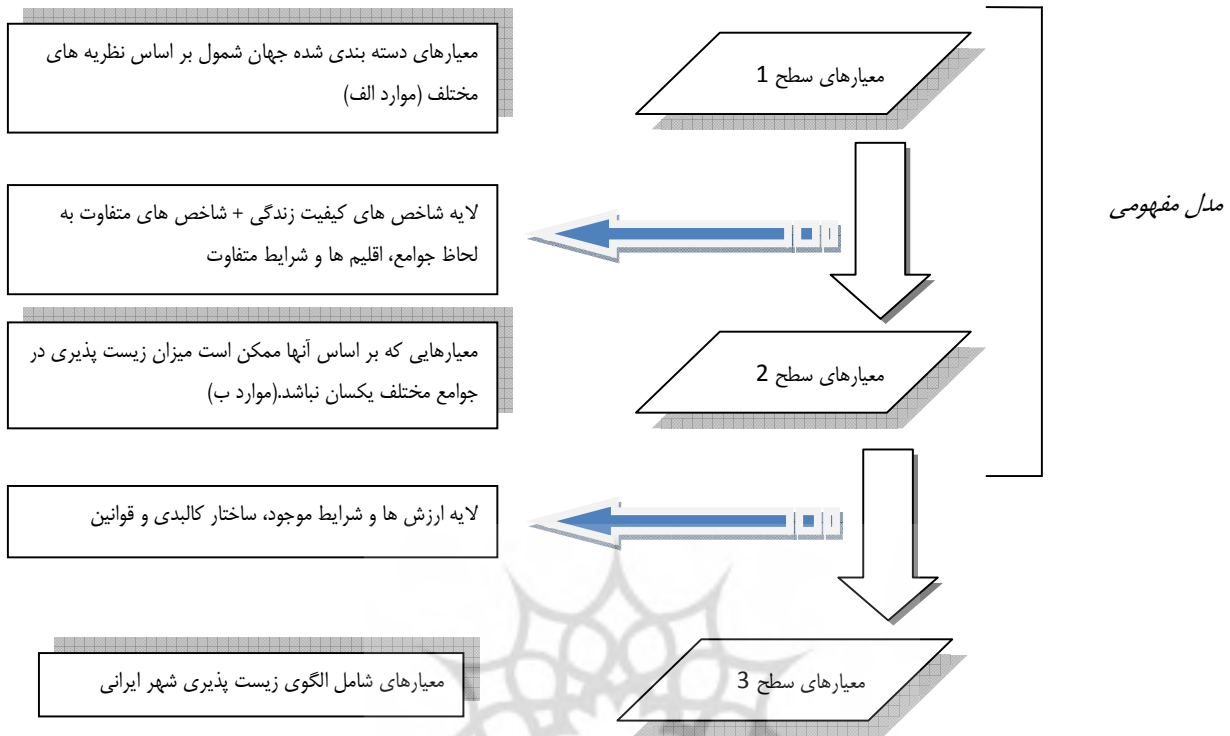 معیارهای سطح 1
معیارهای دسته بندی شده جهان شمول بر اساس نظریه های
مختلف (موارد الف)
مدل مفهومی
لایه شاخص های کیفیت زندگی + شاخص های متفاوت به
لحاظ جوامع، اقلیم ها و شرایط متفاوت
معیارهای سطح 2
معیارهایی که بر اساس آنها ممکن است میزان زیست پذیری در
جوامع مختلف یکسان نباشد.(موارد ب)
لایه ارزش ها و شرایط موجود، ساختار کالبدی و قوانین
معیارهای سطح 3
معیارهای شامل الگوی زیست پذیری شهر ایرانی